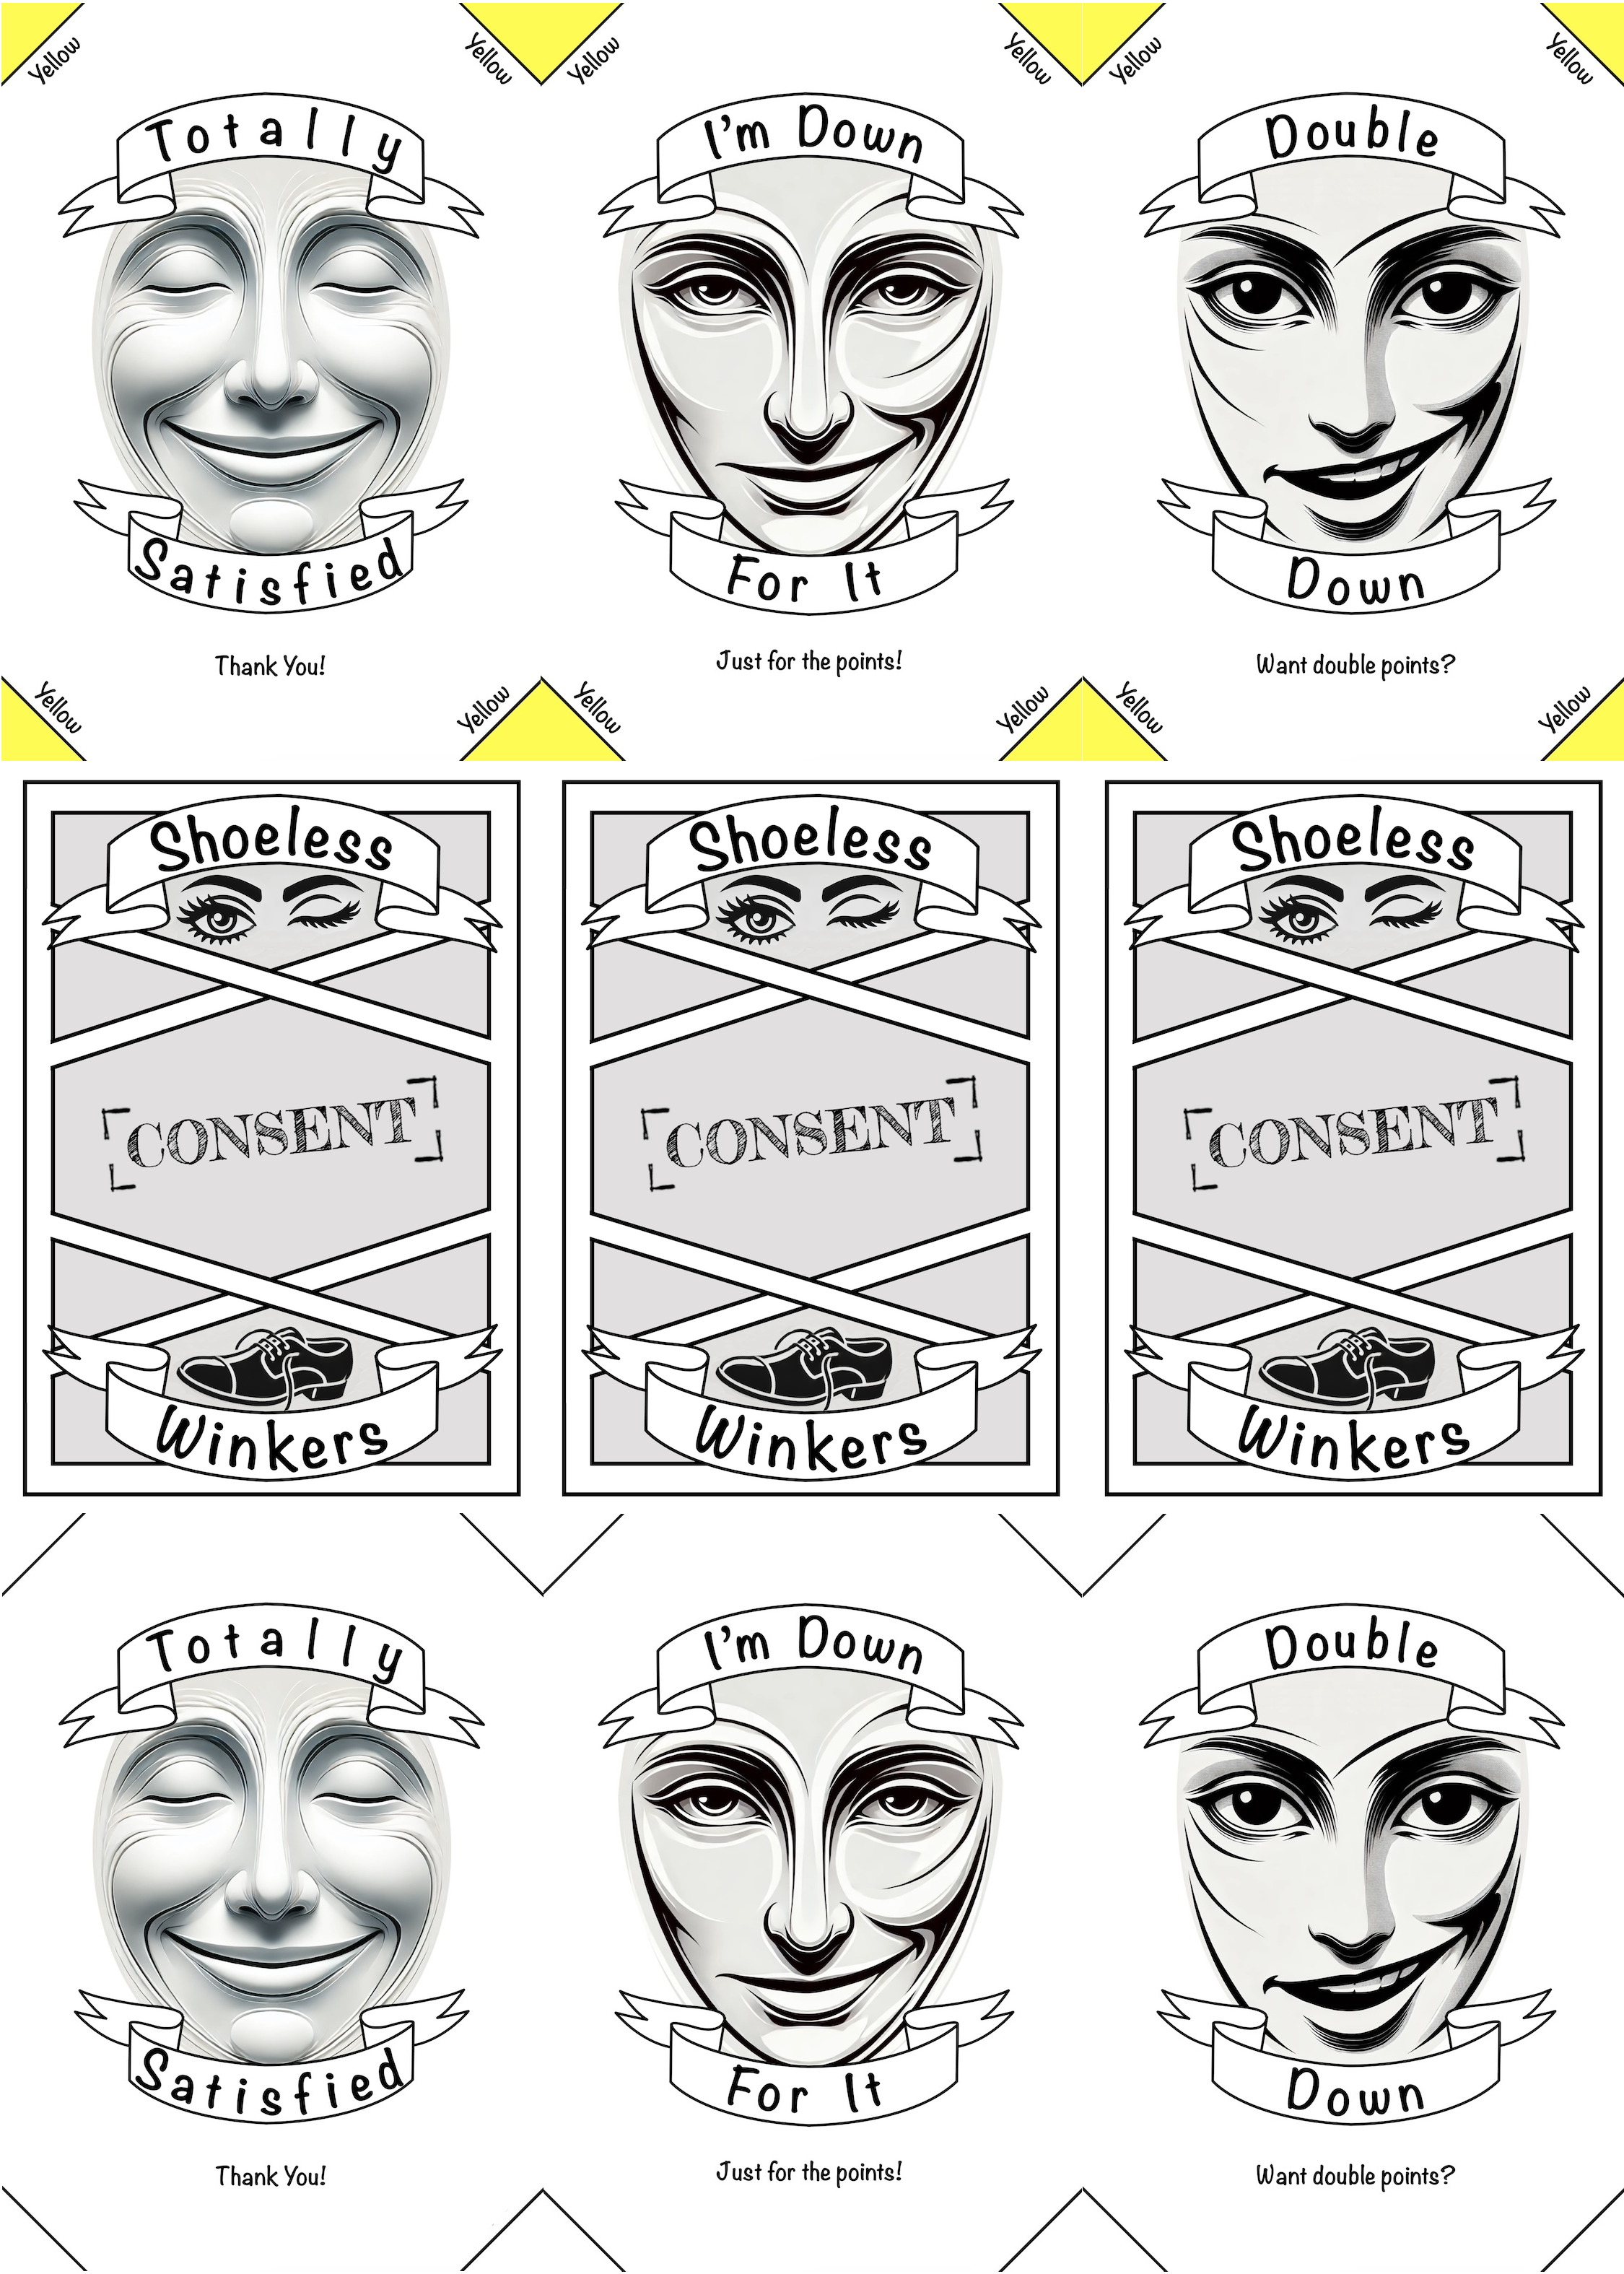 Yellow Yellow Yellow Yellow Yellow Yellow
Totally I'm Down Double
Satisfied For It Down
Thank You! Just for the points! Want double points?
Yellow Yellow Yellow Yellow Yellow Yellow
Shoeless Shoeless Shoeless
CONSENT CONSENT CONSENT
Winkers Winkers Winkers
Totally I'm Down Double
Satisfied For It Down
Thank You! Just for the points! Want double points?